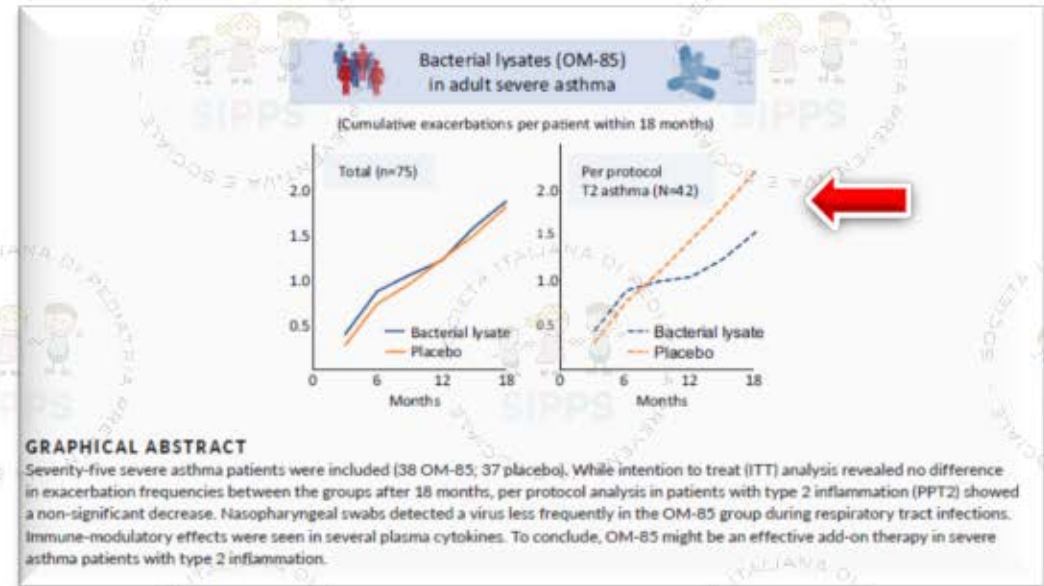 Bacterial lysates (OM-85)
in adult severe asthma
(Cumulative exacerbations per patient within 18 months)
Total (n=75)
2.0
1.5
1.0
0.5
Bacterial lysate
Placebo
0
6
12
18
Months
Per protocol
T2 asthma (N=42)
2.0
1.5
1.0
0.5
Bacterial lysate
Placebo
0
6
12
18
Months
GRAPHICAL ABSTRACT
Seventy-five severe asthma patients were included (38 OM-85; 37 placebo). While intention to treat (ITT) analysis revealed no difference
in exacerbation frequencies between the groups after 18 months, per protocol analysis in patients with type 2 inflammation (PPT2) showed
a non-significant decrease. Nasopharyngeal swabs detected a virus less frequently in the OM-85 group during respiratory tract infections.
Immune-modulatory effects were seen in several plasma cytokines. To conclude, OM-85 might be an effective add-on therapy in severe
asthma patients with type 2 inflammation.
SIPPS
SIPPS
SIPPS